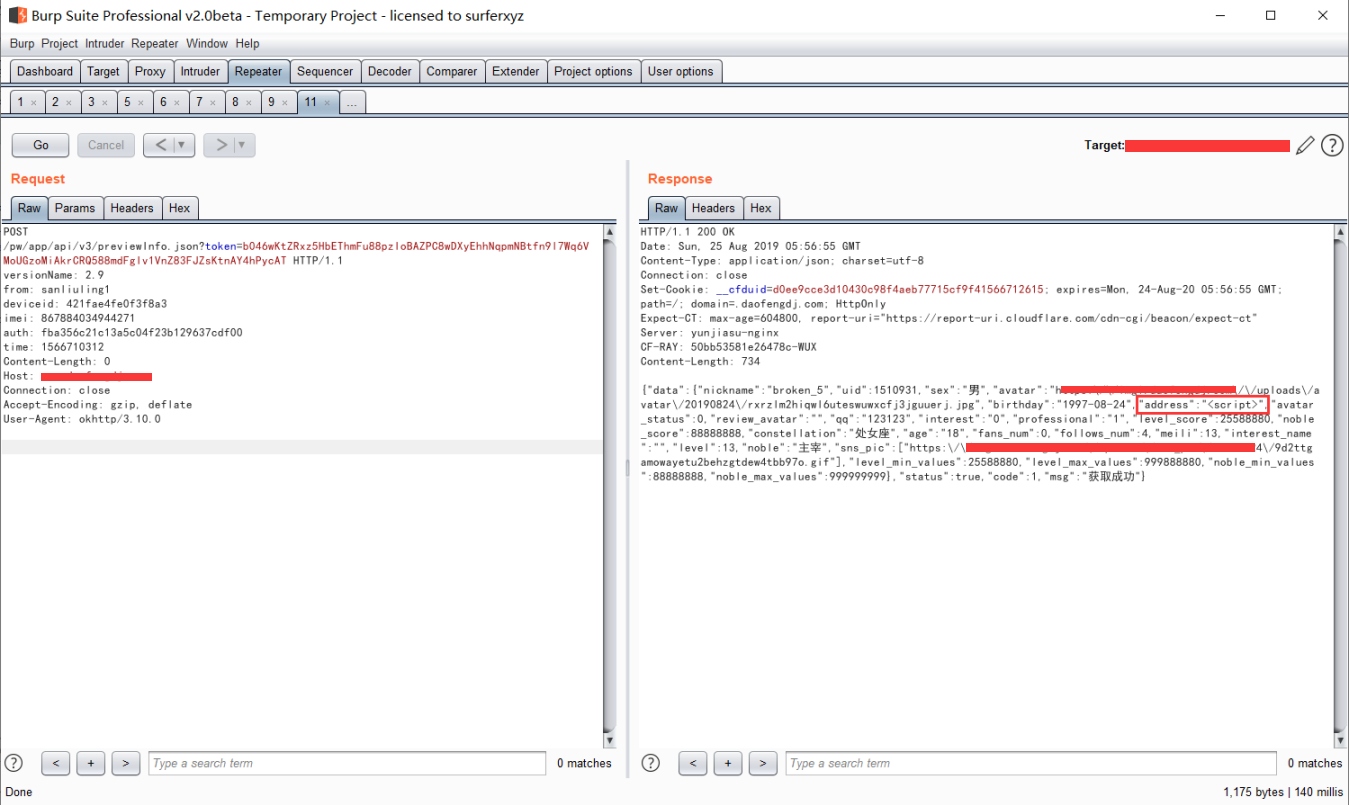 Burp Suite Professional v2.0beta - Temporary Project - licensed to surferxyz
Burp Project Intruder Repeater Window Help
Dashboard Target Proxy Intruder Repeater Sequencer Decoder Comparer Extender Project options User options
1 × 2 × 3 × 5 × 6 × 7 × 8 × 9 × 11 × ...
Go Cancel < ▼ > ▼ Target: ?
Request
Raw Params Headers Hex
POST
/pw/app/api/v3/previewInfo.json?token=b046wKtZRxz5HbEThmFu88pzIoBAZPC8wDXyEhhNqpmNBtfn9l7Wq6V
MoUGzoMiAkrCRQ588mdFglv1VnZ83FJZsKtnAY4hPycAT HTTP/1.1
versionName: 2.9
from: sanliuling1
deviceid: 421fae4fe0f3f8a3
imei: 867884034944271
auth: fba356c21c13a5c04f23b129637cdf00
time: 1566710312
Content-Length: 0
Host:
Connection: close
Accept-Encoding: gzip, deflate
User-Agent: okhttp/3.10.0
? < + > Type a search term 0 matches
Response
Raw Headers Hex
HTTP/1.1 200 OK
Date: Sun, 25 Aug 2019 05:56:55 GMT
Content-Type: application/json; charset=utf-8
Connection: close
Set-Cookie: __cfduid=d0ee9cce3d10430c98f4aeb77715cf9f41566712615; expires=Mon, 24-Aug-20 05:56:55 GMT;
path=/; domain=.daofengdj.com; HttpOnly
Expect-CT: max-age=604800, report-uri="https://report-uri.cloudflare.com/cdn-cgi/beacon/expect-ct"
Server: yunjiasu-nginx
CF-RAY: 50bb53581e26478c-WUX
Content-Length: 734
{"data":{"nickname":"broken_5","uid":1510931,"sex":"男","avatar":"h /\/uploads\/a
vatar\/20190824\/rxrzlm2hiqwl6uteswuwxcfj3jguuerj.jpg","birthday":"1997-08-24","address":"<script>","avatar
_status":0,"review_avatar":"","qq":"123123","interest":"0","professional":"1","level_score":25588880,"noble
_score":88888888,"constellation":"处女座","age":"18","fans_num":0,"follows_num":4,"meili":13,"interest_name
":"","level":13,"noble":"主宰","sns_pic":["https:\/\ 4\/9d2ttg
amowayetu2behzgtdew4tbb97o.gif"],"level_min_values":25588880,"level_max_values":999888880,"noble_min_values
":88888888,"noble_max_values":999999999},"status":true,"code":1,"msg":"获取成功"}
? < + > Type a search term 0 matches
Done 1,175 bytes | 140 millis